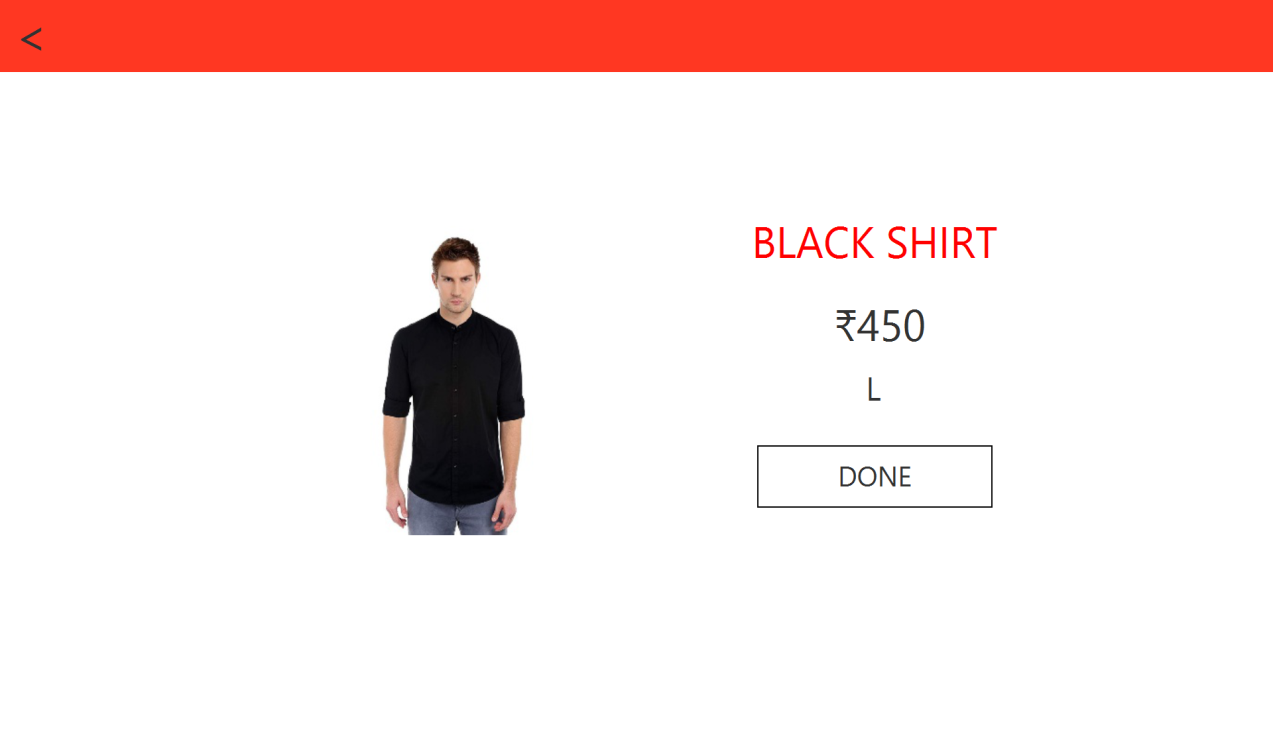 <
BLACK SHIRT
₹450
L
DONE